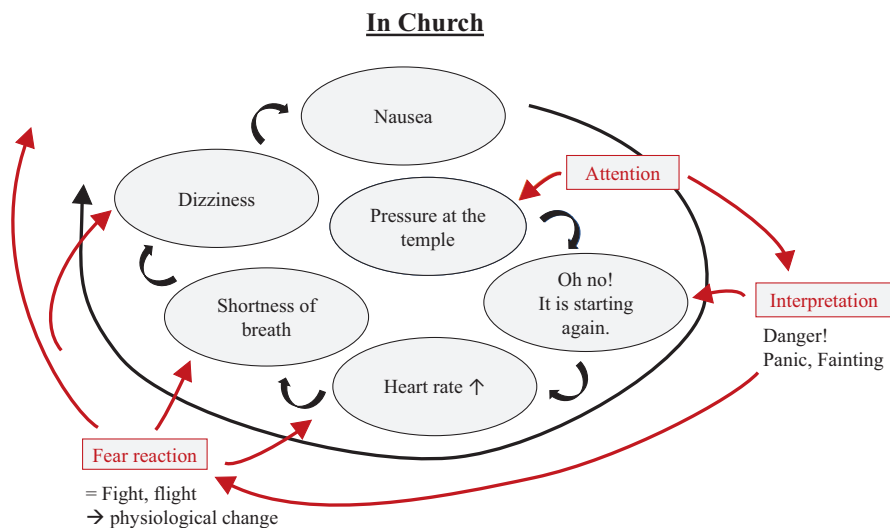 In Church
Nausea
Attention
Dizziness
Pressure at the
temple
Oh no!
It is starting
again.
Interpretation
Danger!
Panic, Fainting
Shortness of
breath
Heart rate ↑
Fear reaction
= Fight, flight
→ physiological change